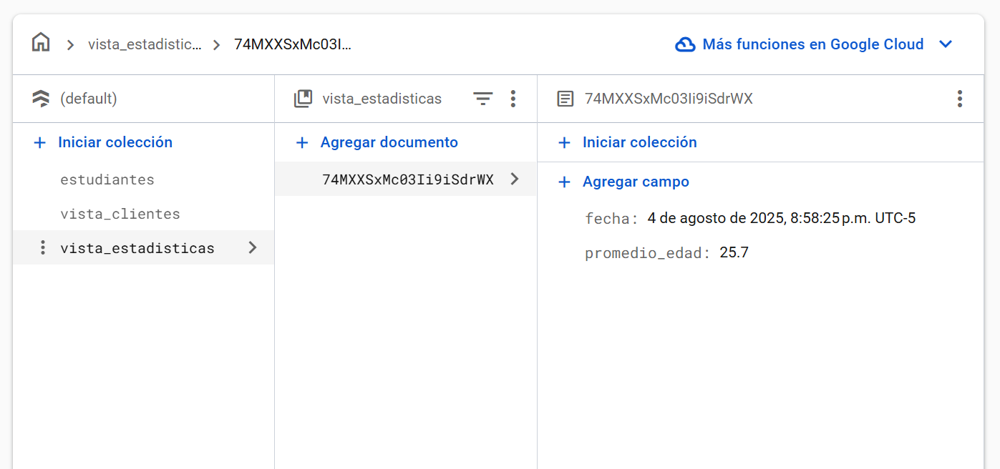 vista_estadistic... 74MXXSxMc03I... Más funciones en Google Cloud
(default)
vista_estadisticas
74MXXSxMc03Ii9iSdrWX
+ Iniciar colección
estudiantes
vista_clientes
vista_estadisticas
+ Agregar documento
74MXXSxMc03Ii9iSdrWX
+ Iniciar colección
+ Agregar campo
fecha: 4 de agosto de 2025, 8:58:25 p.m. UTC-5
promedio_edad: 25.7